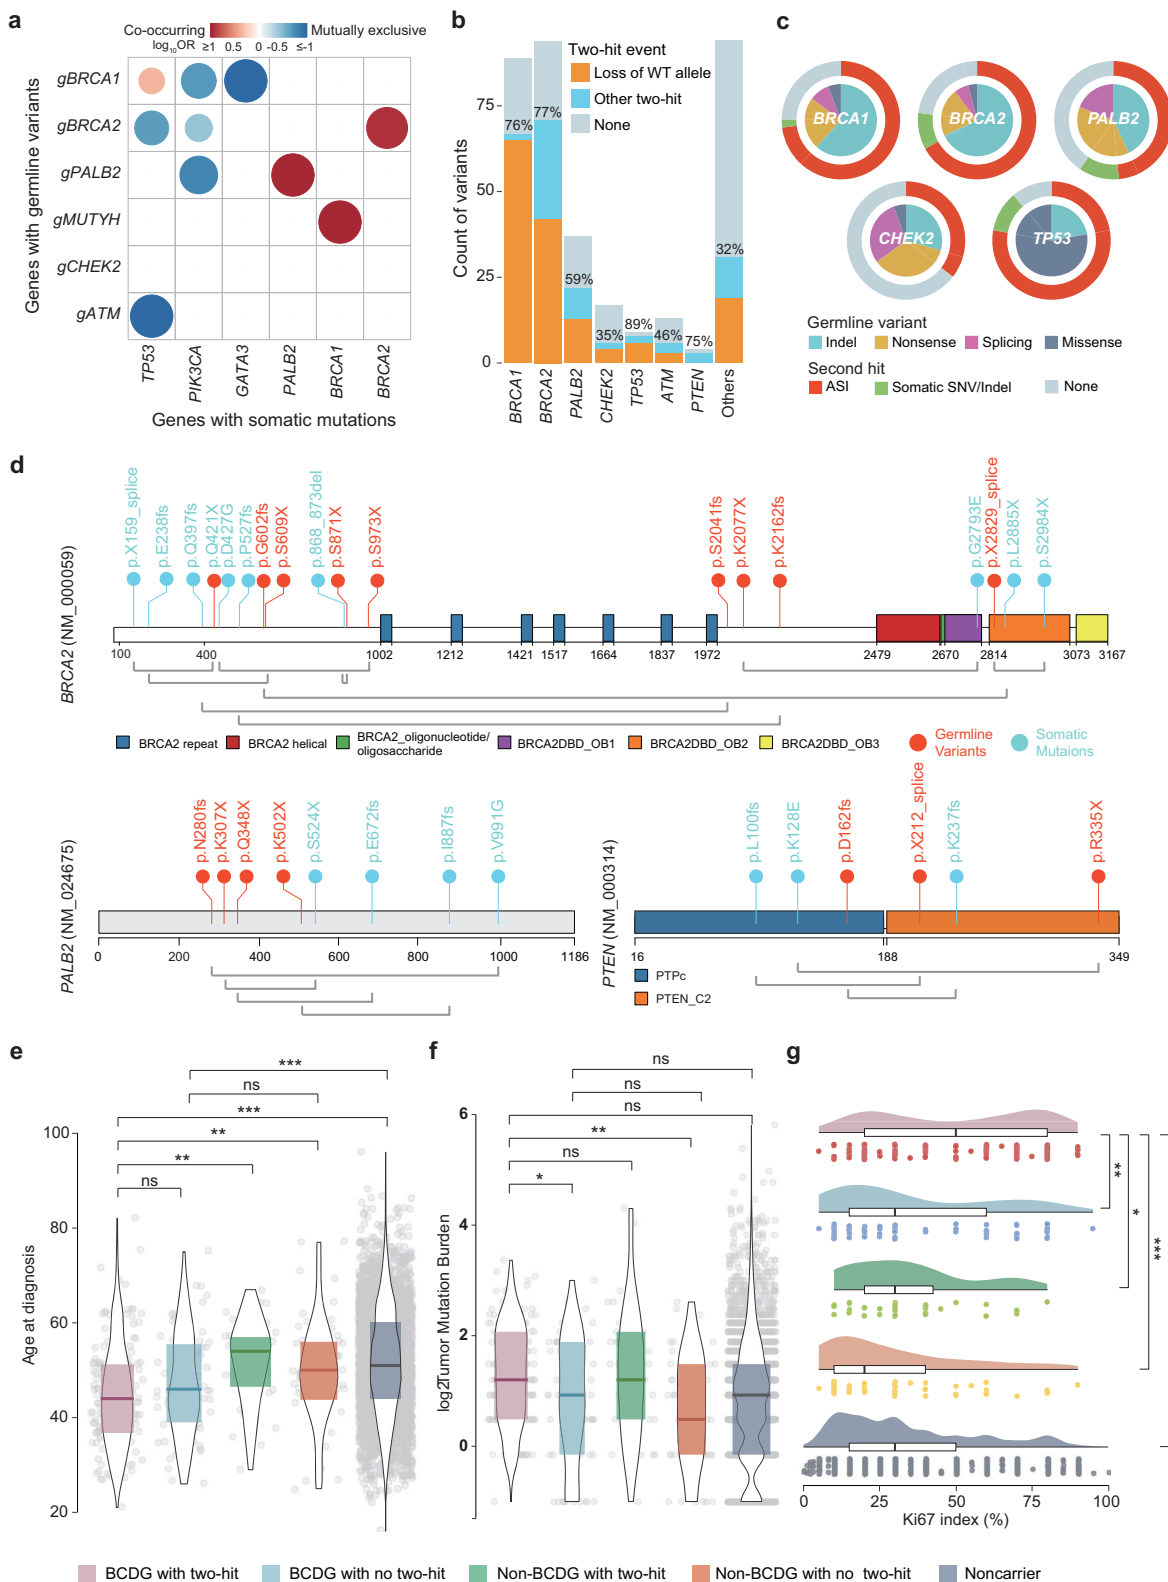 a
Co-occurring Mutually exclusive
log10OR ≥1 0.5 0 -0.5 ≤-1
Genes with germline variants
gBRCA1
gBRCA2
gPALB2
gMUTYH
gCHEK2
gATM
TP53 PIK3CA GATA3 PALB2 BRCA1 BRCA2
Genes with somatic mutations
b
Two-hit event
Loss of WT allele
Other two-hit
None
Count of variants
75
50
25
0
76% 77% 59% 35% 89% 46% 75% 32%
BRCA1 BRCA2 PALB2 CHEK2 TP53 ATM PTEN Others
c
BRCA1 BRCA2 PALB2
CHEK2 TP53
Germline variant
Indel Nonsense Splicing Missense
Second hit
ASI Somatic SNV/Indel None
d
BRCA2 (NM_000059)
p.X159_splice p.E238fs p.Q397fs p.Q421X p.D427G p.P527fs p.G602fs p.S609X p.868_873del p.S871X p.S973X p.S2041fs p.K2077X p.K2162fs p.G2793E p.X2829_splice p.L2885X p.S2984X
100 400 1002 1212 1421 1517 1664 1837 1972 2479 2670 2814 3073 3167
BRCA2 repeat BRCA2 helical BRCA2_oligonucleotide/ BRCA2DBD_OB1 BRCA2DBD_OB2 BRCA2DBD_OB3
oligosaccharide
Germline Somatic
Variants Mutaions
PALB2 (NM_024675)
p.N280fs p.K307X p.Q348X p.K502X p.S524X p.E672fs p.I887fs p.V991G
0 200 400 600 800 1000 1186
PTEN (NM_000314)
p.L100fs p.K128E p.D162fs p.X212_splice p.K237fs p.R335X
16 188 349
PTPc
PTEN_C2
e
Age at diagnosis
100
80
60
40
20
***
ns
***
**
**
ns
f
log2Tumor Mutation Burden
6
4
2
0
ns
ns
ns
**
ns
*
g
**
*
***
0 25 50 75 100
Ki67 index (%)
BCDG with two-hit BCDG with no two-hit Non-BCDG with two-hit Non-BCDG with no two-hit Noncarrier